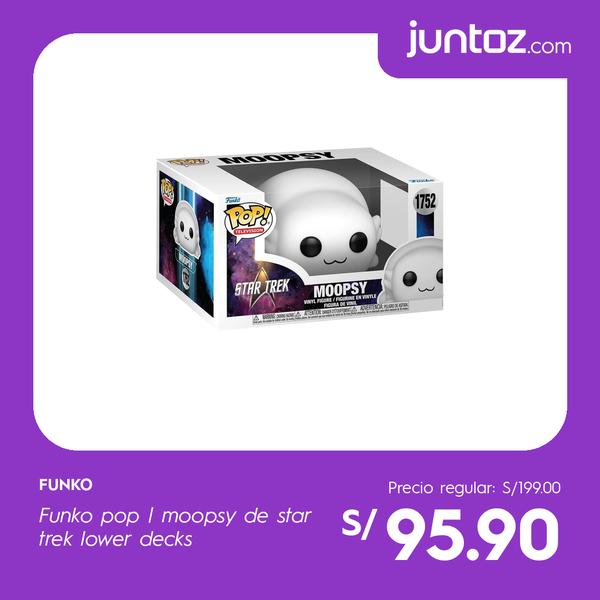 juntoz.com
MOOPSY
Funko
POP!
TELEVISION
1752
STAR TREK
MOOPSY
VINYL FIGURE / FIGURINE EN VINYLE
FIGURA DE VINIL
FUNKO
Precio regular: S/199.00
Funko pop | moopsy de star
trek lower decks
S/ 95.90